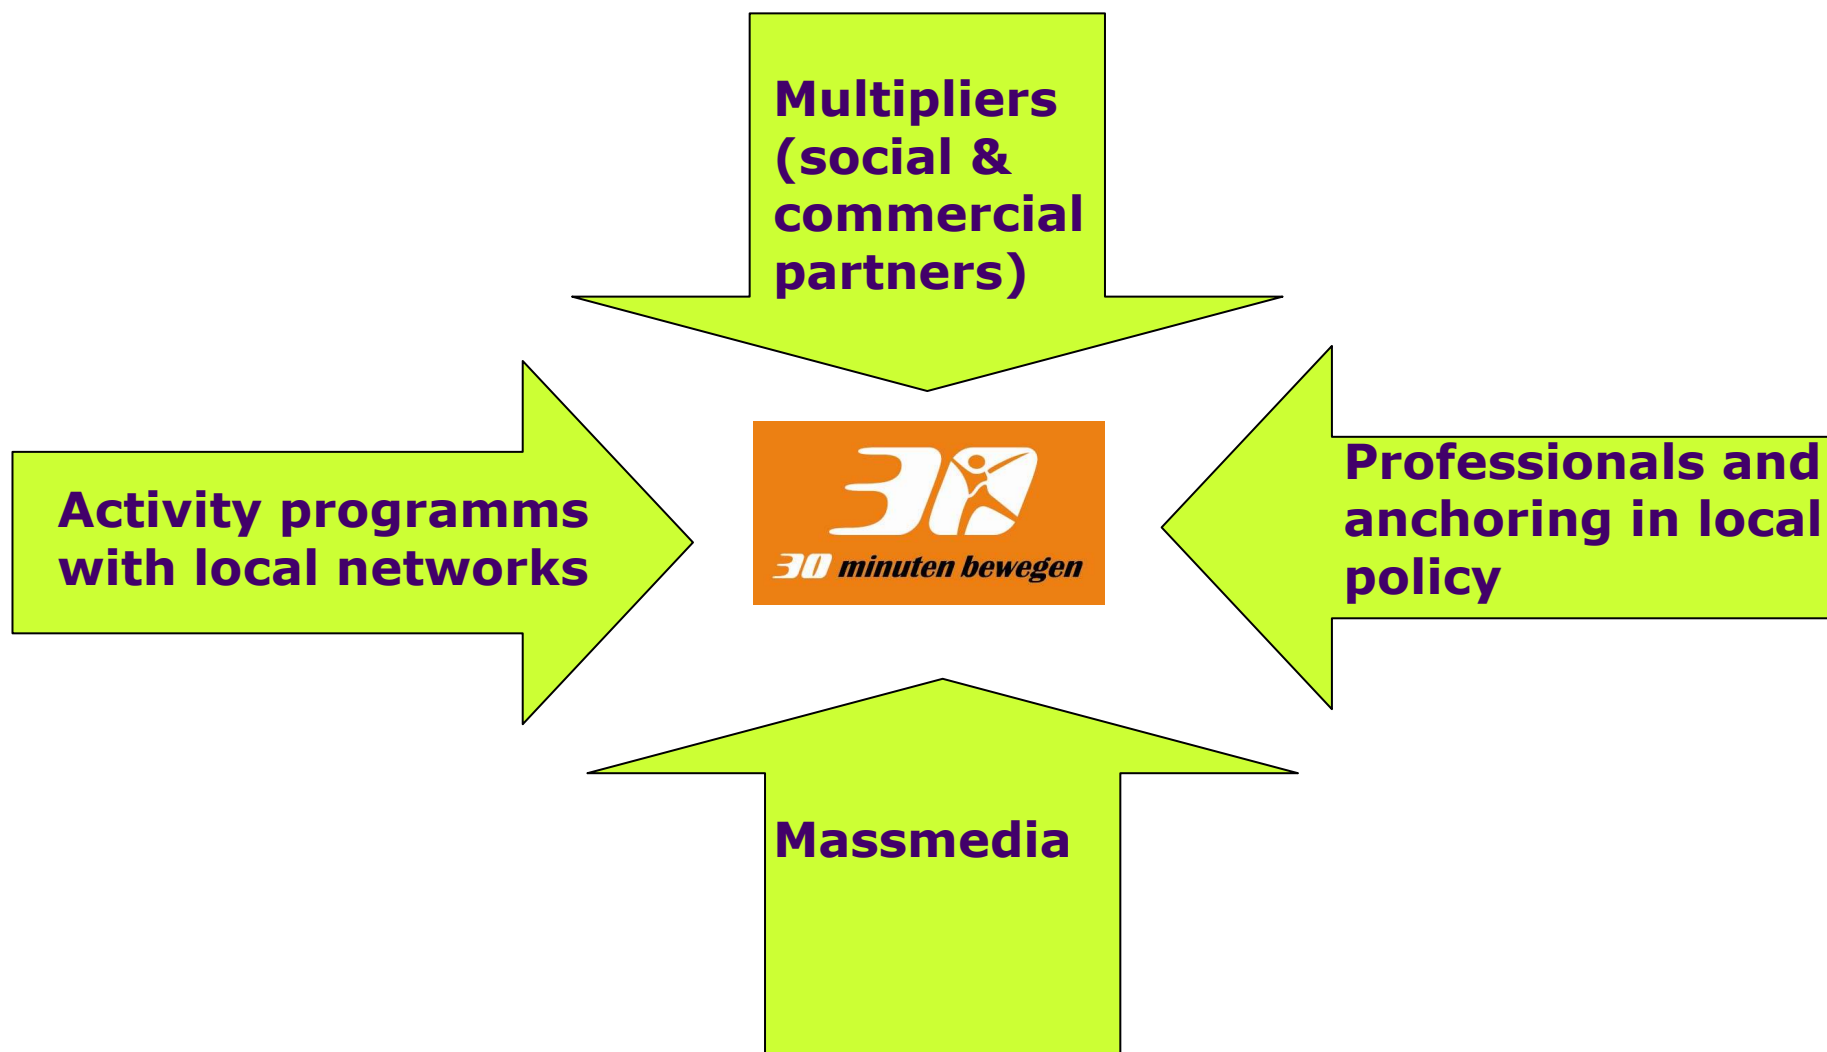 Multipliers
(social &
commercial
partners)
Activity programms
with local networks
30
30 minuten bewegen
Professionals and
anchoring in local
policy
Massmedia